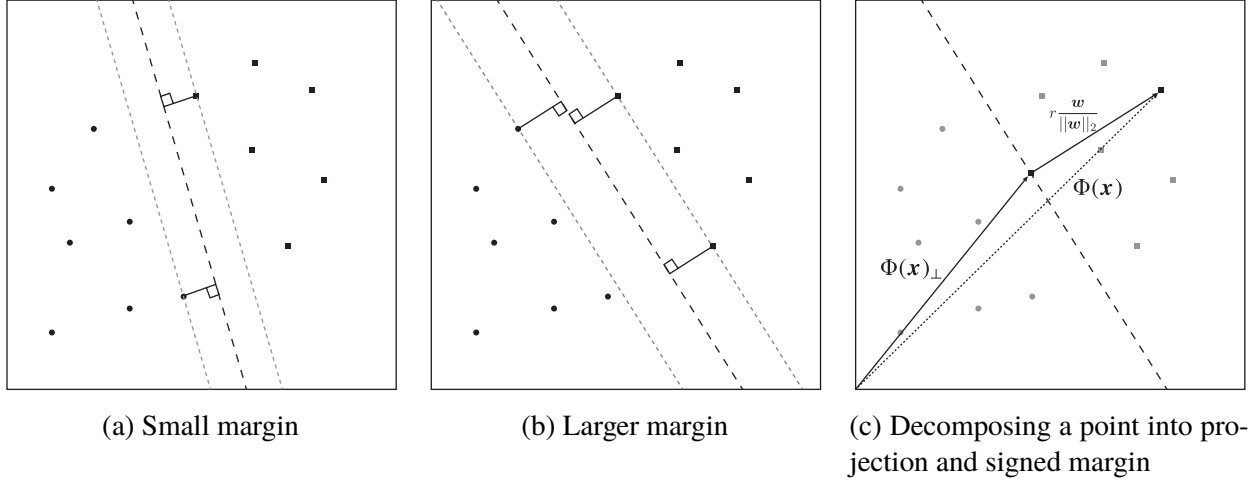 r w / ||w||₂
Φ(x)
Φ(x)⊥
(a) Small margin
(b) Larger margin
(c) Decomposing a point into pro-
jection and signed margin